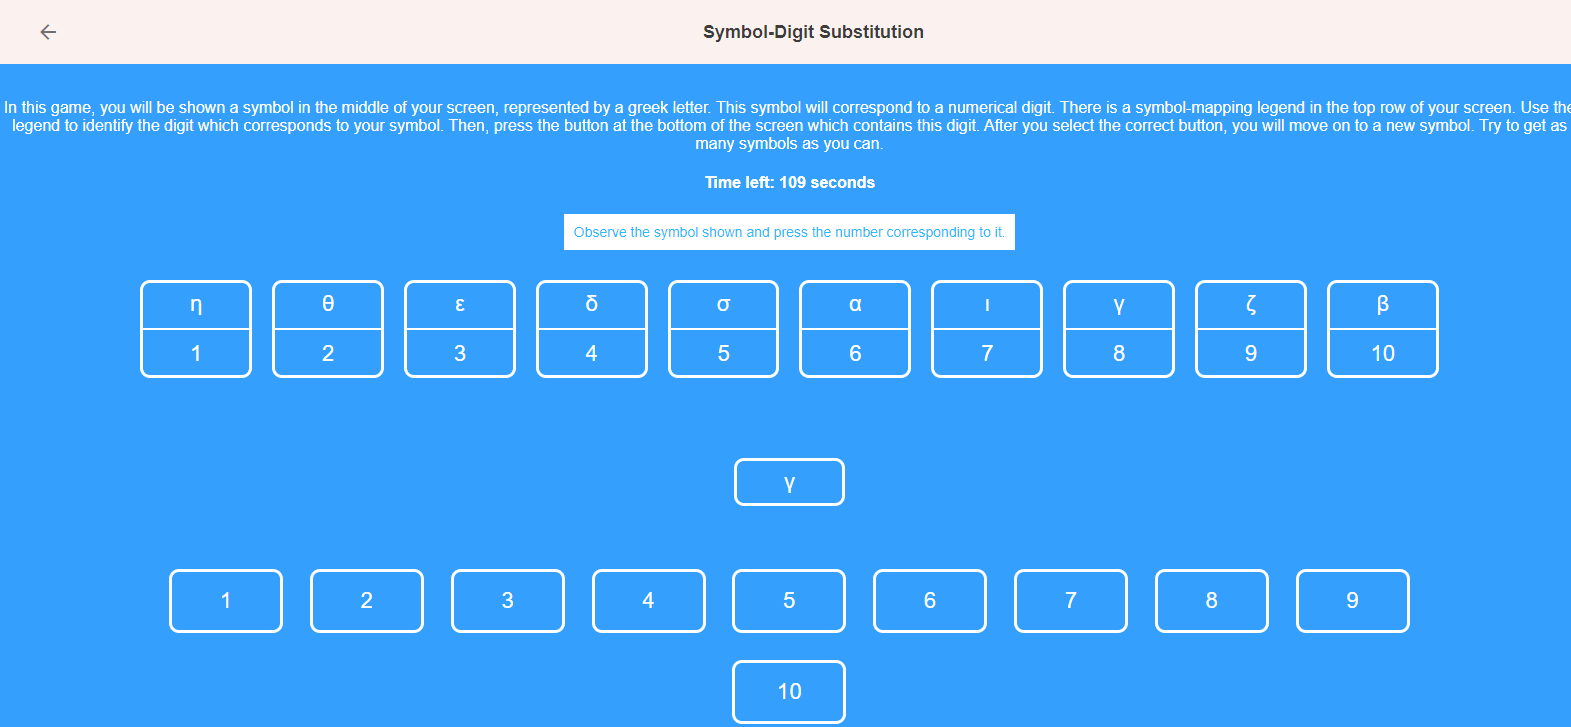 Symbol-Digit Substitution
In this game, you will be shown a symbol in the middle of your screen, represented by a greek letter. This symbol will correspond to a numerical digit. There is a symbol-mapping legend in the top row of your screen. Use the
legend to identify the digit which corresponds to your symbol. Then, press the button at the bottom of the screen which contains this digit. After you select the correct button, you will move on to a new symbol. Try to get as
many symbols as you can.
Time left: 109 seconds
Observe the symbol shown and press the number corresponding to it.
η θ ε δ σ α ι γ ζ β
1 2 3 4 5 6 7 8 9 10
γ
1 2 3 4 5 6 7 8 9
10